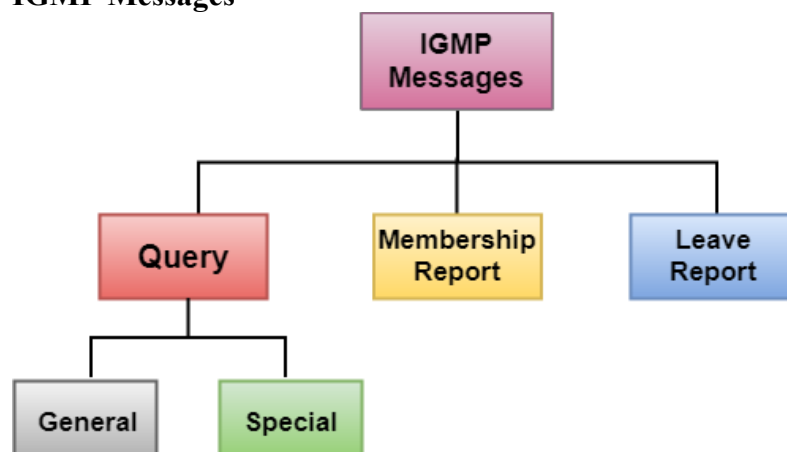 IGMP Messages
IGMP
Messages
Query
Membership
Report
Leave
Report
General
Special